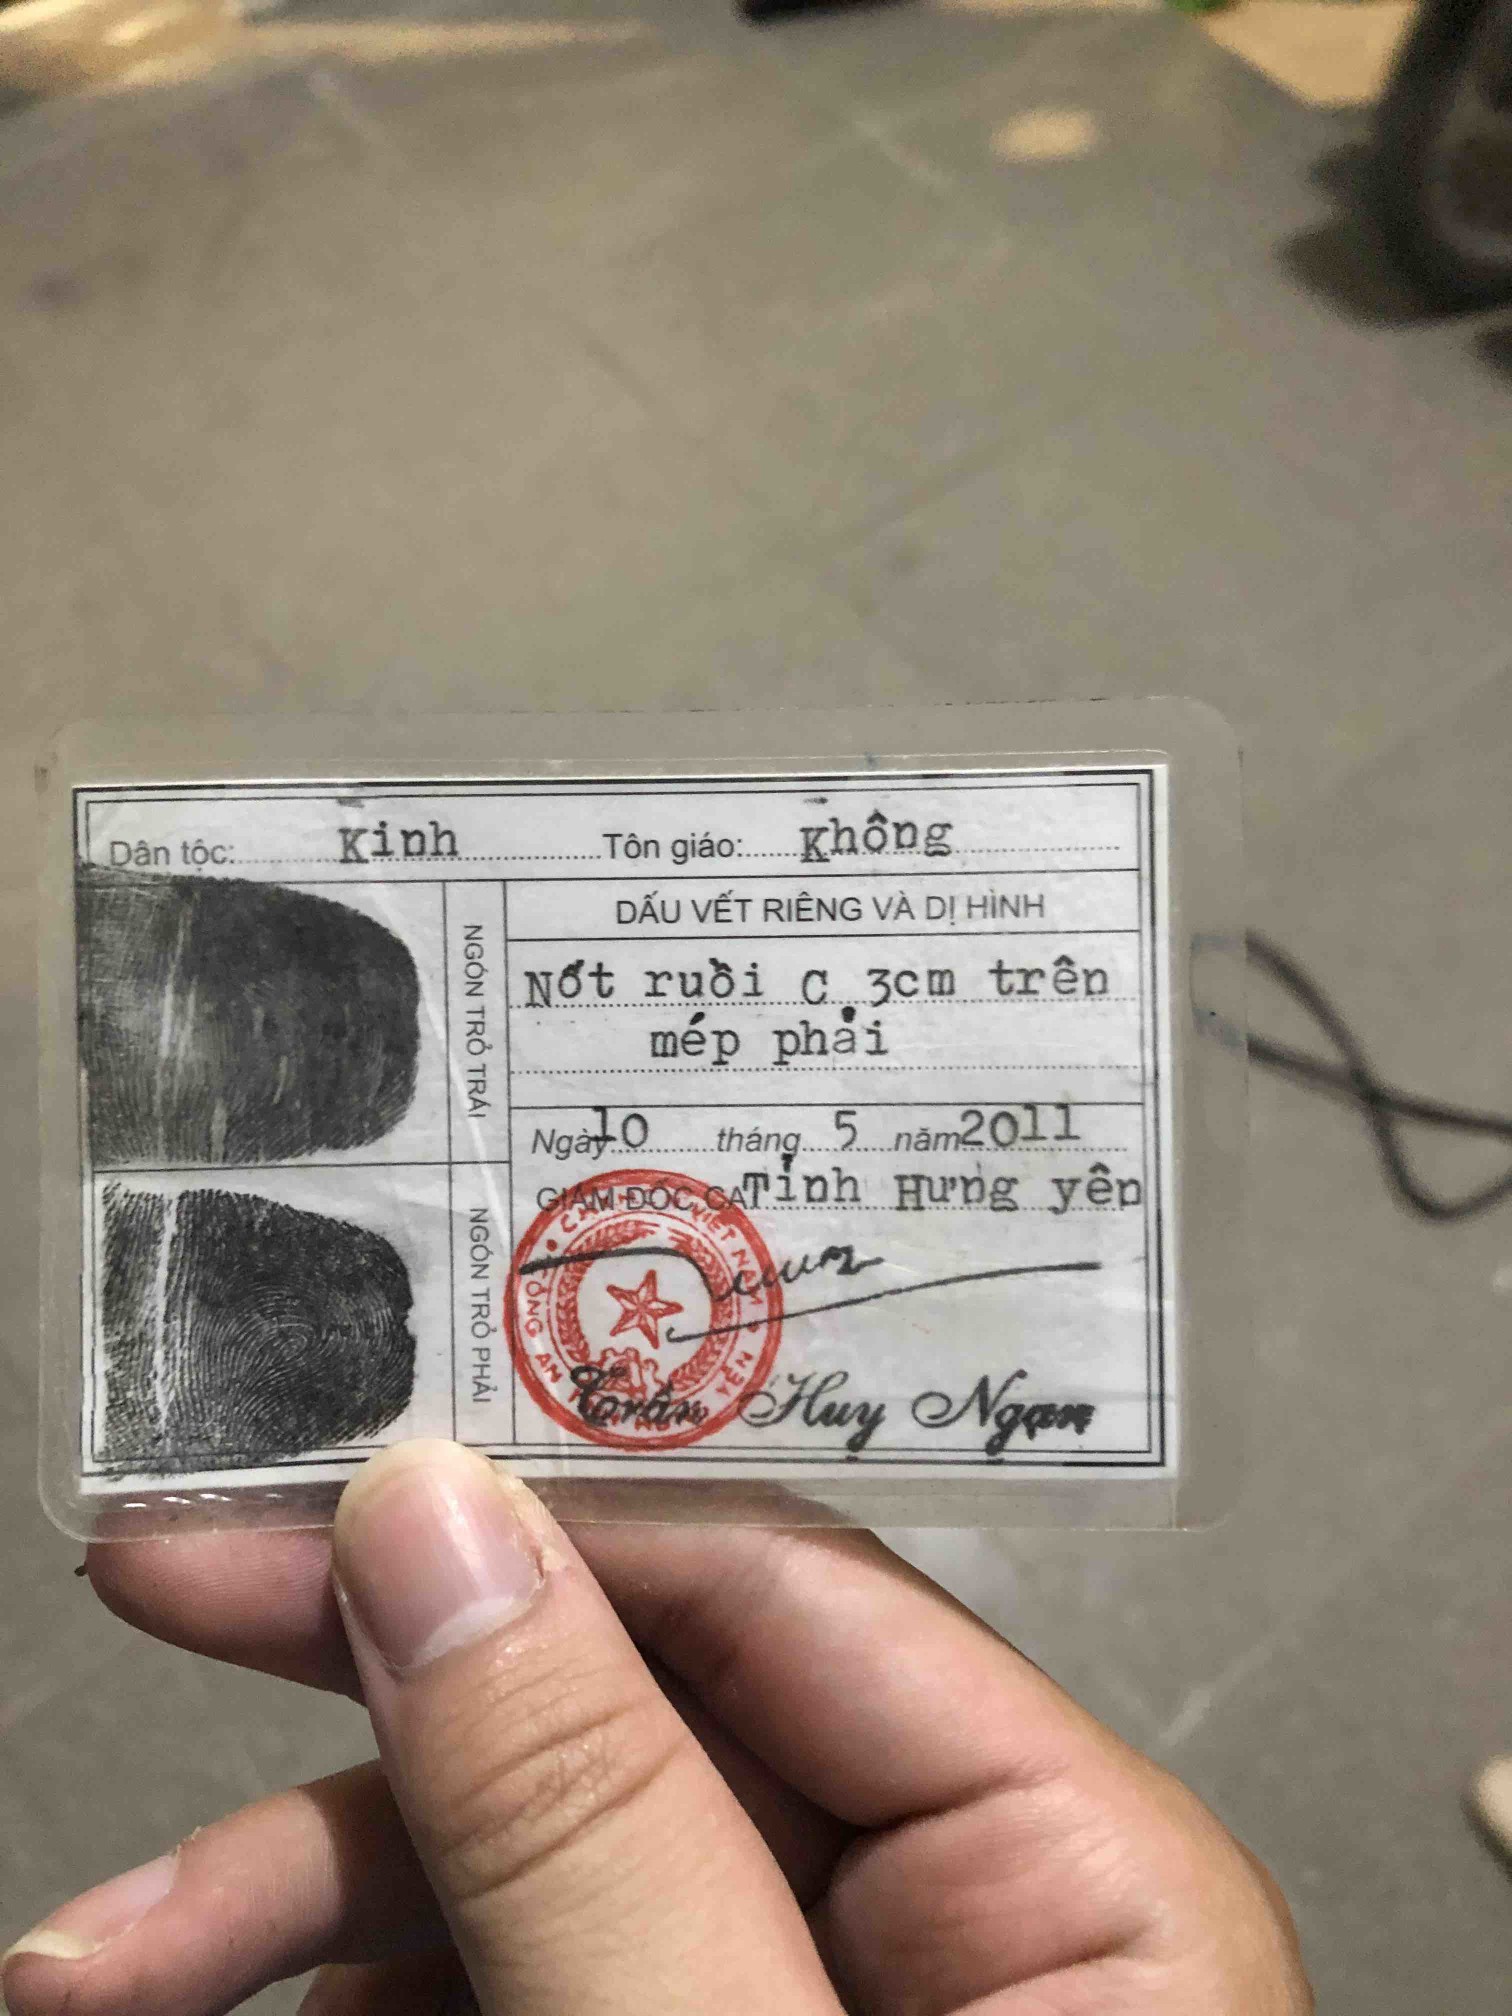 Dân tộc: Kinh Tôn giáo: Không
NGÓN TRỎ TRÁI
NGÓN TRỎ PHẢI
DẤU VẾT RIÊNG VÀ DỊ HÌNH
Nốt ruồi C 3cm trên
mép phải
Ngày 10 tháng 5 năm 2011
GIÁM ĐỐC CA Tỉnh Hưng yên
Trần Huy Ngạn